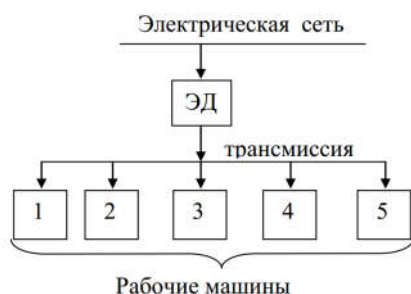 Электрическая сеть
ЭД
трансмиссия
1 2 3 4 5
Рабочие машины